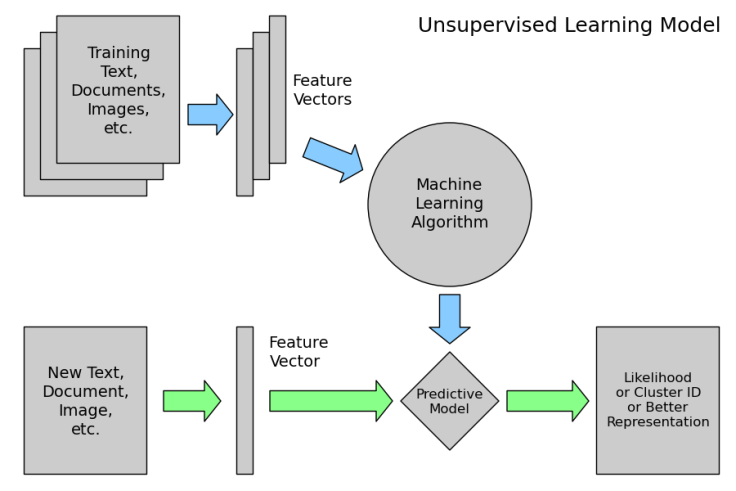 Unsupervised Learning Model
Training
Text,
Documents,
Images,
etc.
Feature
Vectors
Machine
Learning
Algorithm
New Text,
Document,
Image,
etc.
Feature
Vector
Predictive
Model
Likelihood
or Cluster ID
or Better
Representation